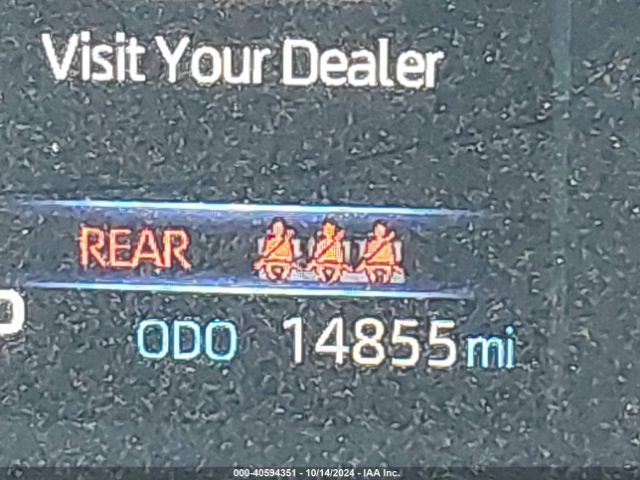 Visit Your Dealer
REAR
ODO 14855 mi
000-40594351 - 10/14/2024 - IAA Inc.